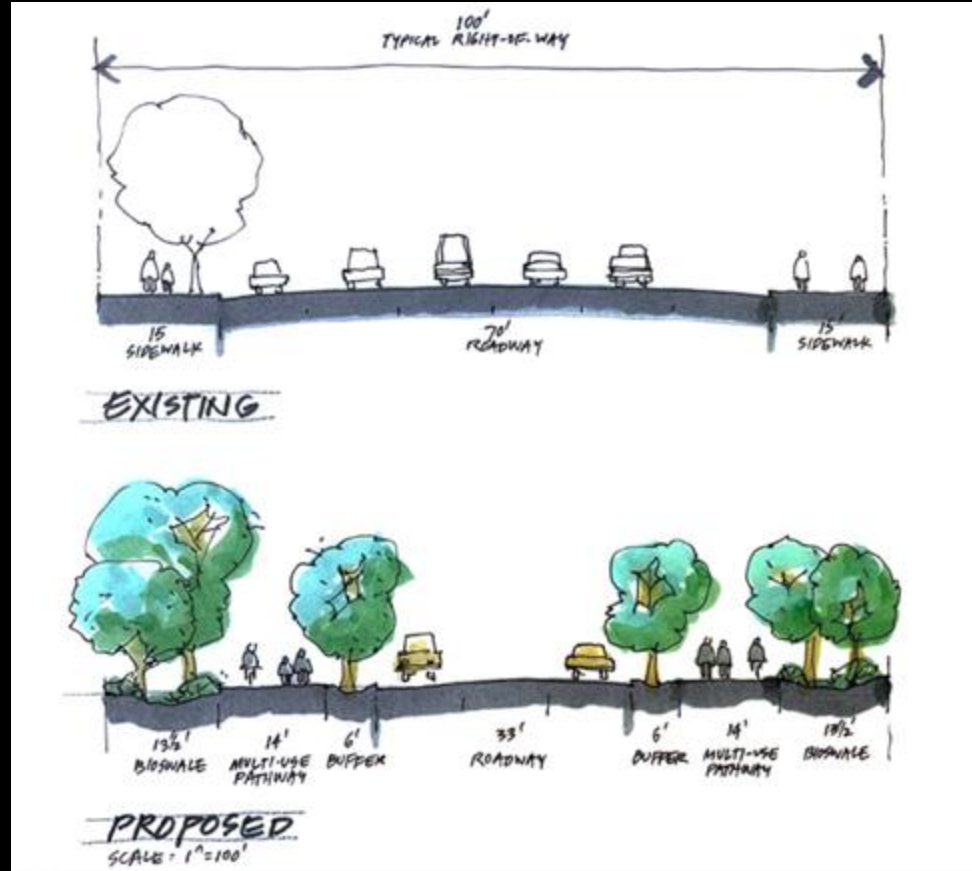 100'
TYPICAL RIGHT-OF-WAY
15
SIDEWALK
70'
ROADWAY
15'
SIDEWALK
EXISTING
13½'
BIOSWALE
14'
MULTI-USE
PATHWAY
6'
BUFFER
33'
ROADWAY
6'
BUFFER
14'
MULTI-USE
PATHWAY
13½'
BIOSWALE
PROPOSED
SCALE: 1"=100'